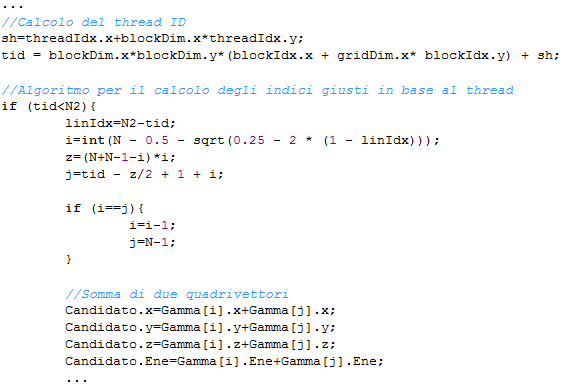 ...
//Calcolo del thread ID
sh=threadIdx.x+blockDim.x*threadIdx.y;
tid = blockDim.x*blockDim.y*(blockIdx.x + gridDim.x* blockIdx.y) + sh;
//Algoritmo per il calcolo degli indici giusti in base al thread
if (tid<N2){
linIdx=N2-tid;
i=int(N - 0.5 - sqrt(0.25 - 2 * (1 - linIdx)));
z=(N+N-1-i)*i;
j=tid - z/2 + 1 + i;
if (i==j){
i=i-1;
j=N-1;
}
//Somma di due quadrivettori
Candidato.x=Gamma[i].x+Gamma[j].x;
Candidato.y=Gamma[i].y+Gamma[j].y;
Candidato.z=Gamma[i].z+Gamma[j].z;
Candidato.Ene=Gamma[i].Ene+Gamma[j].Ene;
...